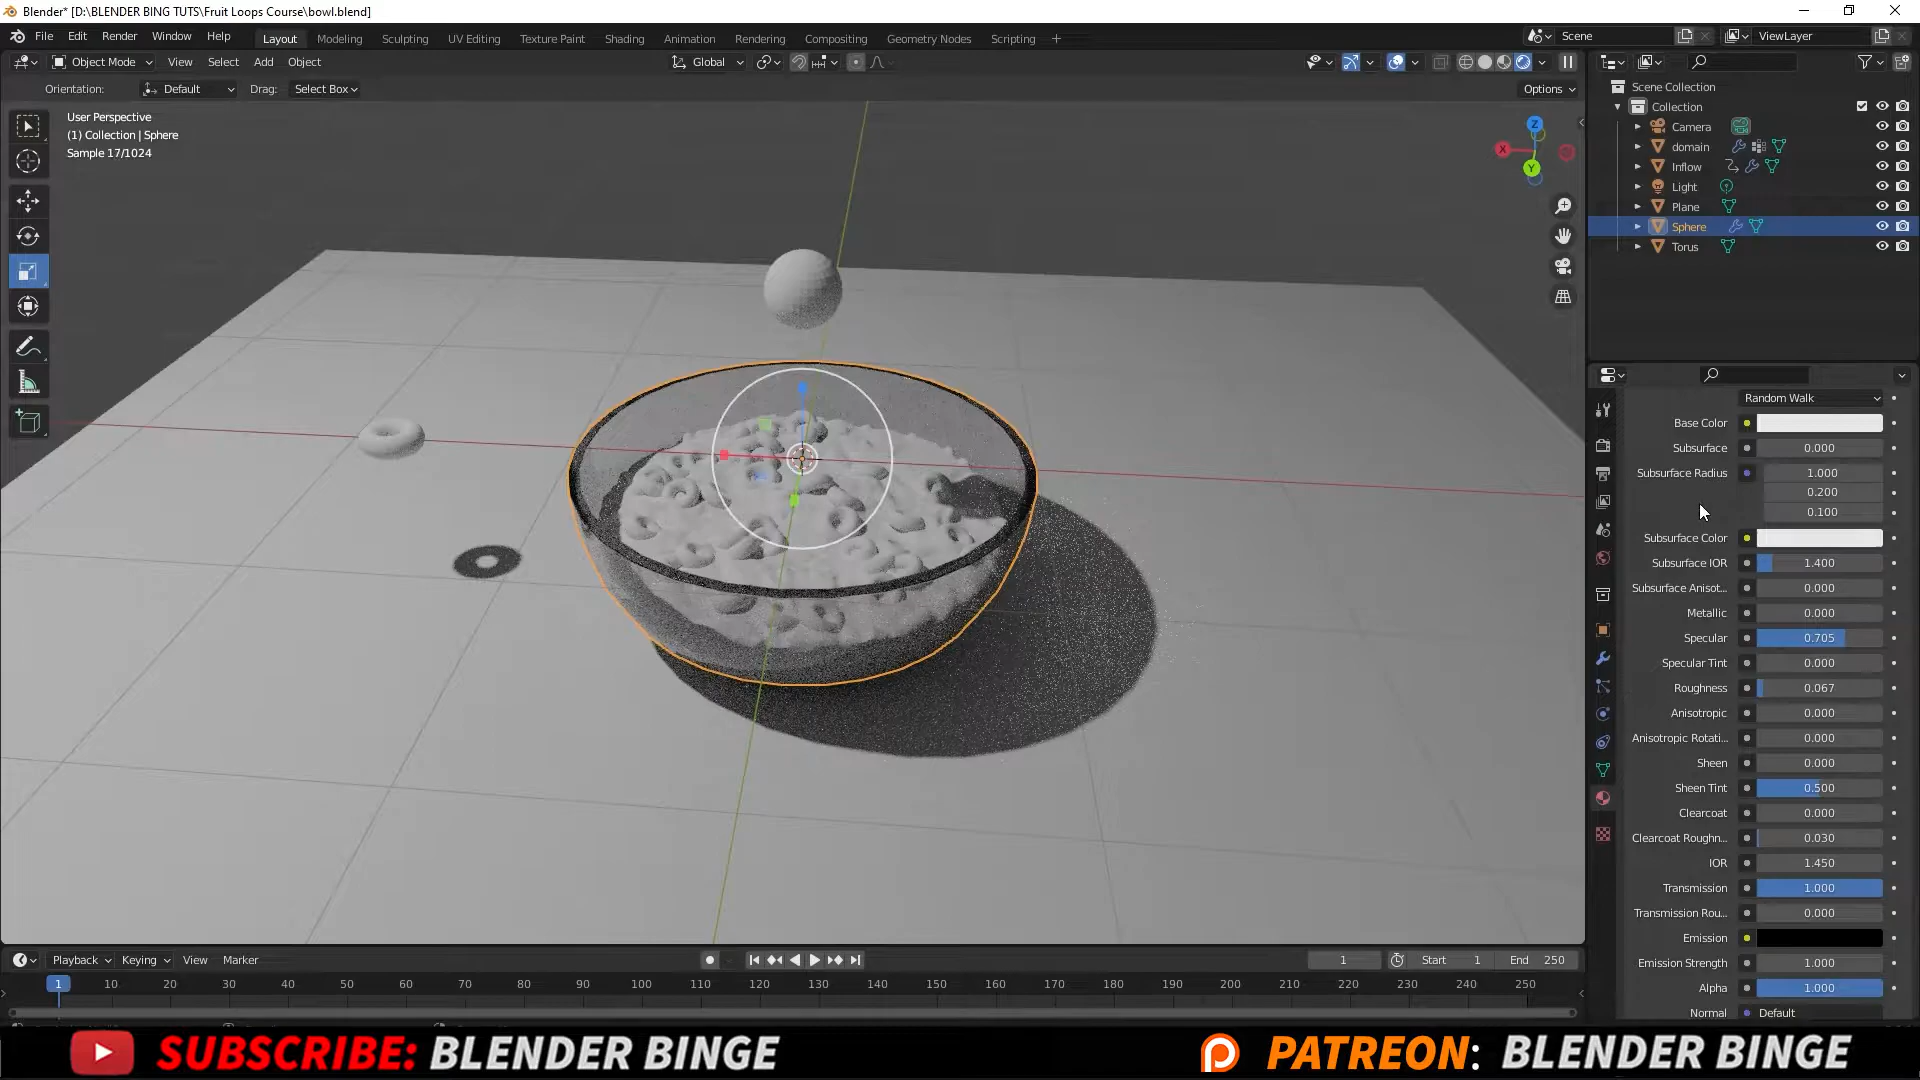 Blender* [D:\BLENDER BING TUTS\Fruit Loops Course\bowl.blend]
File Edit Render Window Help Layout Modeling Sculpting UV Editing Texture Paint Shading Animation Rendering Compositing Geometry Nodes Scripting Scene ViewLayer
Object Mode View Select Add Object Global
Orientation: Default Drag: Select Box Options
User Perspective
(1) Collection | Sphere
Sample 17/1024
Z
X
Y
Scene Collection
Collection
Camera
domain
Inflow
Light
Plane
Sphere
Torus
Random Walk
Base Color
Subsurface 0.000
Subsurface Radius 1.000
0.200
0.100
Subsurface Color
Subsurface IOR 1.400
Subsurface Anisot... 0.000
Metallic 0.000
Specular 0.705
Specular Tint 0.000
Roughness 0.067
Anisotropic 0.000
Anisotropic Rotati... 0.000
Sheen 0.000
Sheen Tint 0.500
Clearcoat 0.000
Clearcoat Roughn... 0.030
IOR 1.450
Transmission 1.000
Transmission Rou... 0.000
Emission
Emission Strength 1.000
Alpha 1.000
Normal Default
Playback Keying View Marker 1 Start 1 End 250
1 10 20 30 40 50 60 70 80 90 100 110 120 130 140 150 160 170 180 190 200 210 220 230 240 250
SUBSCRIBE: BLENDER BINGE
PATREON: BLENDER BINGE